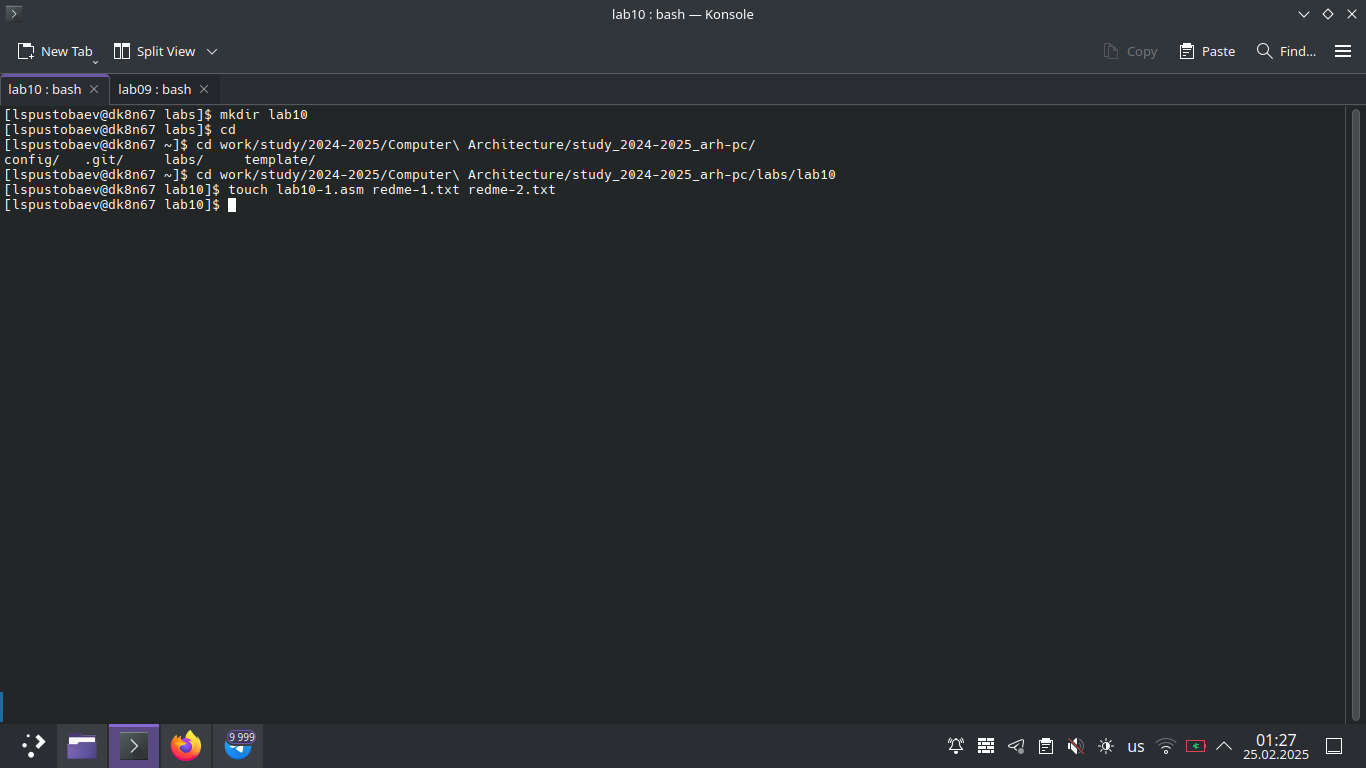 lab10 : bash — Konsole
New Tab Split View Copy Paste Find...
lab10 : bash lab09 : bash
[lspustobaev@dk8n67 labs]$ mkdir lab10
[lspustobaev@dk8n67 labs]$ cd
[lspustobaev@dk8n67 ~]$ cd work/study/2024-2025/Computer\ Architecture/study_2024-2025_arh-pc/
config/ .git/ labs/ template/
[lspustobaev@dk8n67 ~]$ cd work/study/2024-2025/Computer\ Architecture/study_2024-2025_arh-pc/labs/lab10
[lspustobaev@dk8n67 lab10]$ touch lab10-1.asm redme-1.txt redme-2.txt
[lspustobaev@dk8n67 lab10]$
9 999 us 01:27
25.02.2025